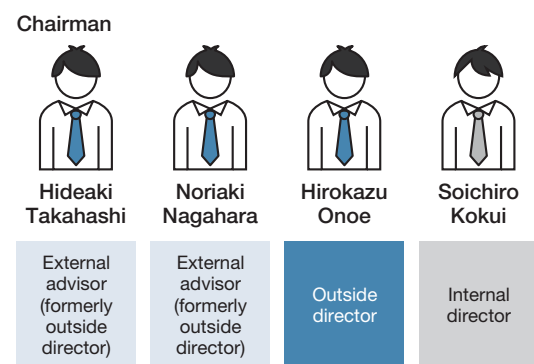 Chairman
Hideaki
Takahashi
Noriaki
Nagahara
Hirokazu
Onoe
Soichiro
Kokui
External
advisor
(formerly
outside
director)
External
advisor
(formerly
outside
director)
Outside
director
Internal
director